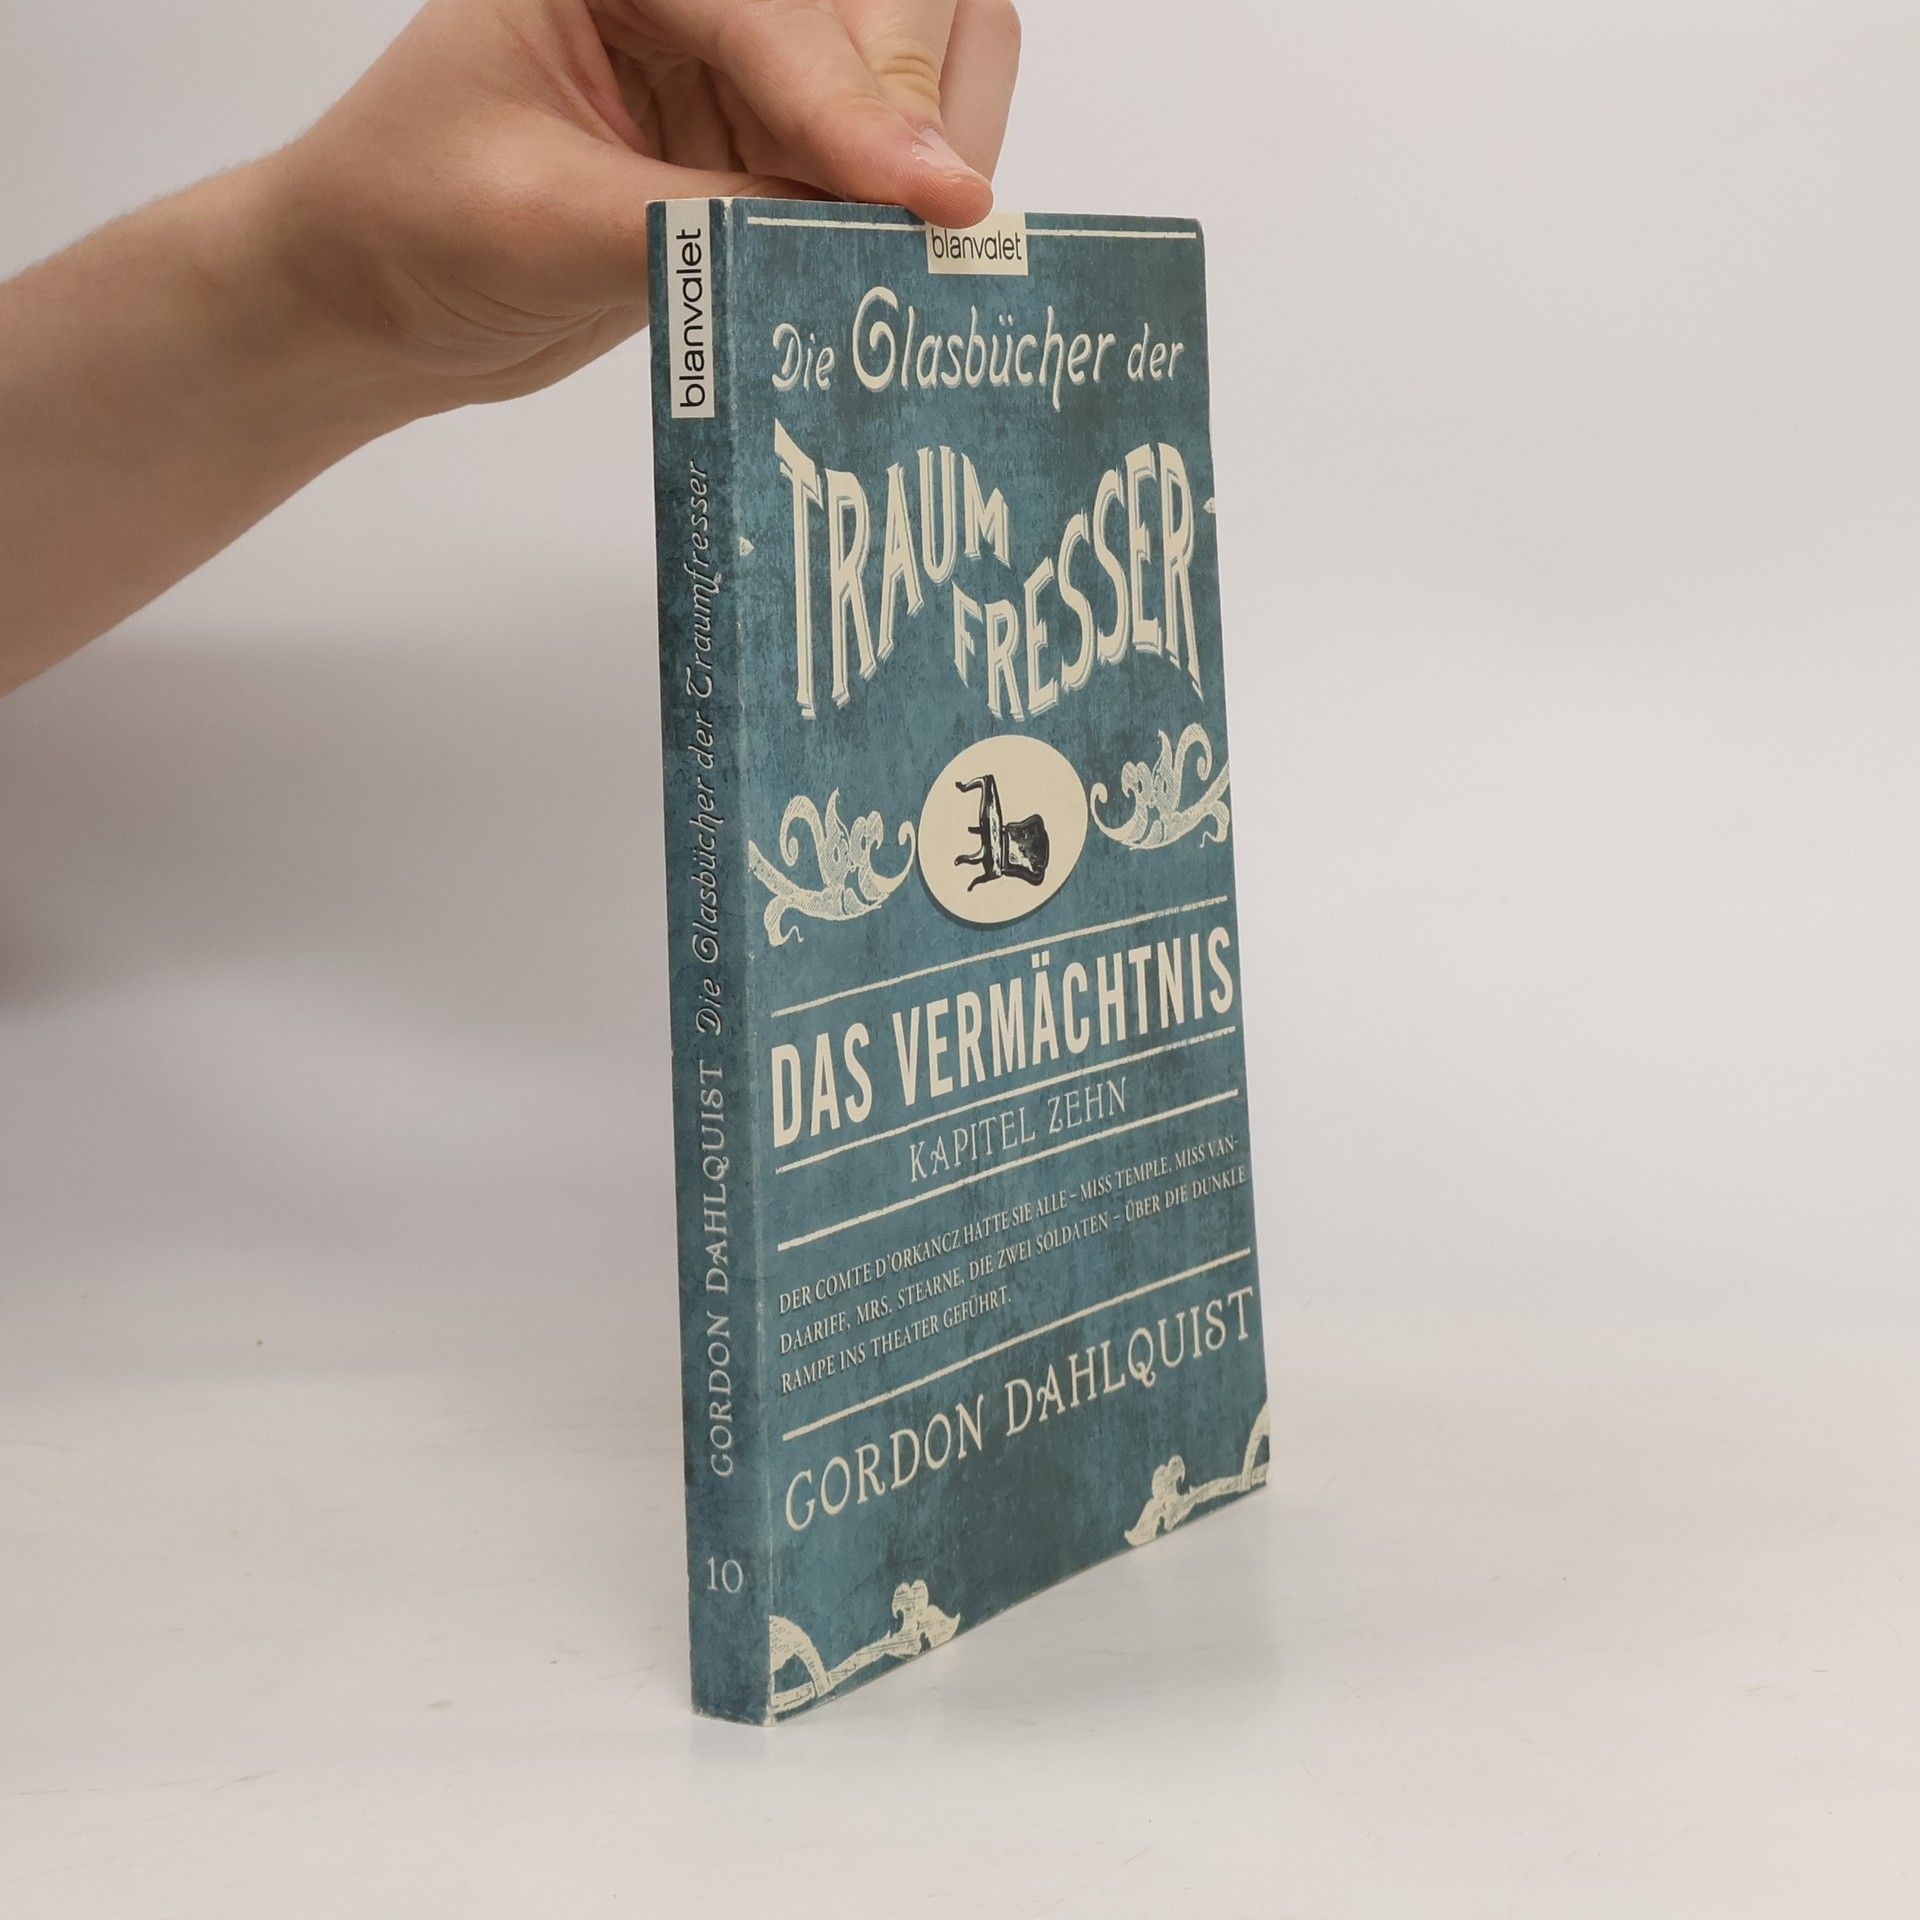 blanvalet
Die Glasbücher der
TRAUM
FRESSER
DAS VERMÄCHTNIS
KAPITEL ZEHN
DER COMTE D'ORKANCZ HATTE SIE ALLE – MISS TEMPLE, MISS VAN-
DAARIFF, MRS. STEARNE, DIE ZWEI SOLDATEN – ÜBER DIE DUNKLE
RAMPE INS THEATER GEFÜHRT.
GORDON DAHLQUIST
blanvalet
GORDON DAHLQUIST Die Glasbücher der Traumfresser
10